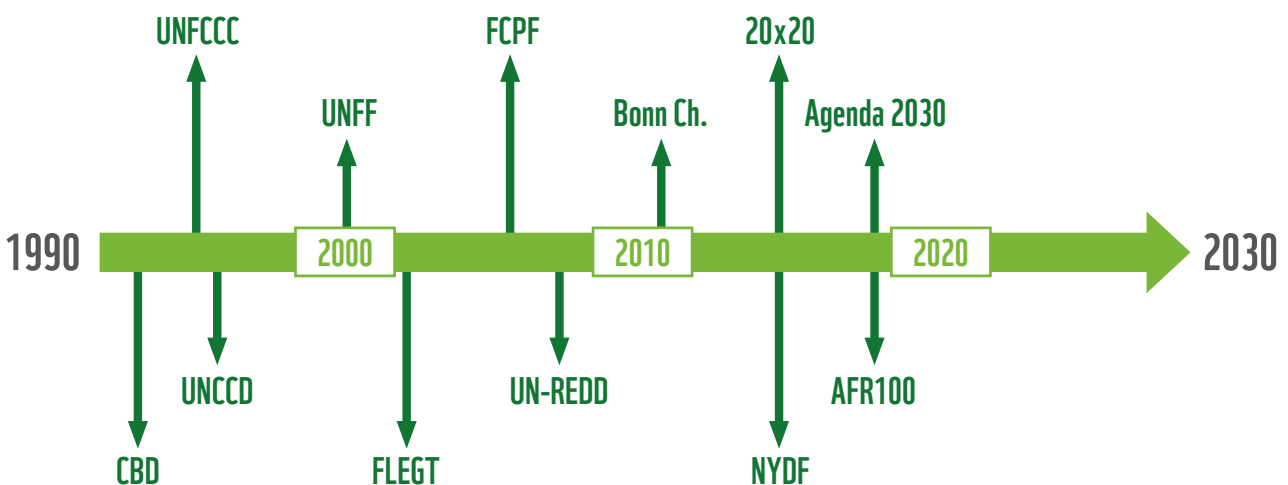 UNFCCC
FCPF
20x20
UNFF
Bonn Ch.
Agenda 2030
1990
2000
2010
2020
2030
UNCCD
UN-REDD
AFR100
CBD
FLEGT
NYDF